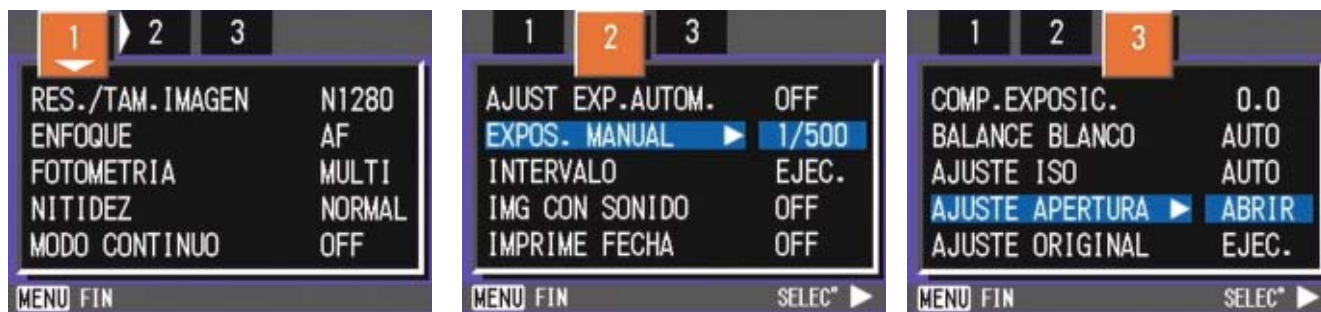 1 2 3
RES./TAM.IMAGEN N1280
ENFOQUE AF
FOTOMETRIA MULTI
NITIDEZ NORMAL
MODO CONTINUO OFF
MENU FIN
1 2 3
AJUST EXP.AUTOM. OFF
EXPOS. MANUAL ▶ 1/500
INTERVALO EJEC.
IMG CON SONIDO OFF
IMPRIME FECHA OFF
MENU FIN SELEC* ▶
1 2 3
COMP.EXPOSIC. 0.0
BALANCE BLANCO AUTO
AJUSTE ISO AUTO
AJUSTE APERTURA ▶ ABRIR
AJUSTE ORIGINAL EJEC.
MENU FIN SELEC* ▶